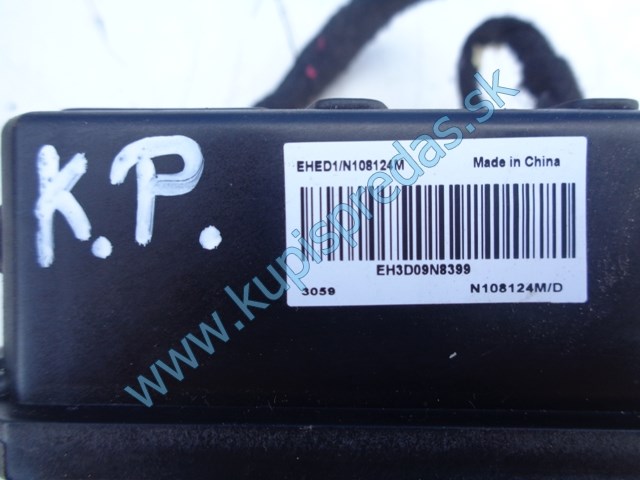 K.P.
EHED1/N108124M Made in China
EH3D09N8399
3059 N108124M/D
www.kupispredas.sk